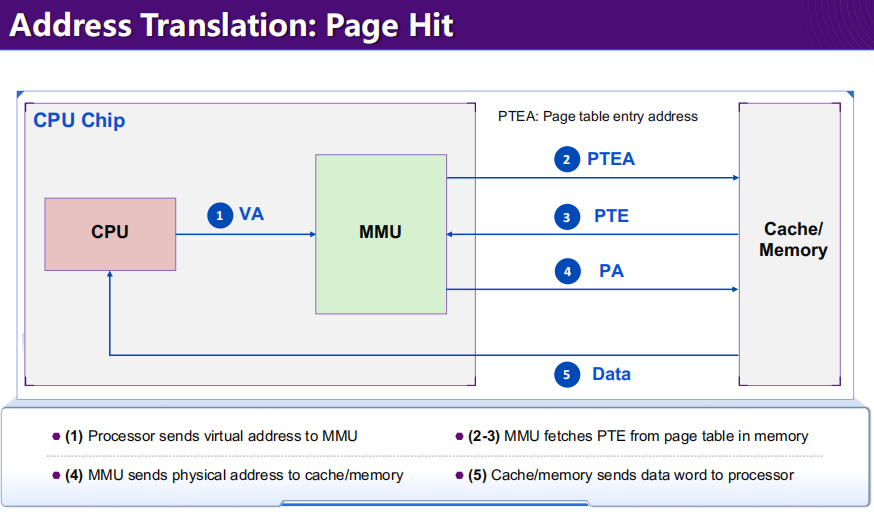 Address Translation: Page Hit
CPU Chip
PTEA: Page table entry address
2 PTEA
1 VA
3 PTE
CPU
MMU
Cache/
Memory
4 PA
5 Data
(1) Processor sends virtual address to MMU
(2-3) MMU fetches PTE from page table in memory
(4) MMU sends physical address to cache/memory
(5) Cache/memory sends data word to processor